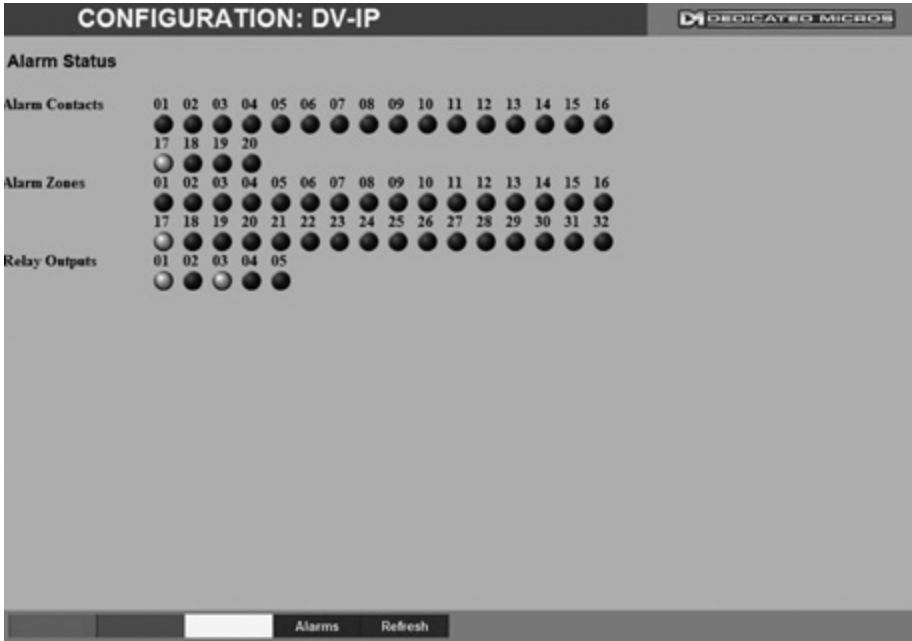 CONFIGURATION: DV-IP
DEDICATED MICROS
Alarm Status
Alarm Contacts 01 02 03 04 05 06 07 08 09 10 11 12 13 14 15 16
17 18 19 20
Alarm Zones 01 02 03 04 05 06 07 08 09 10 11 12 13 14 15 16
17 18 19 20 21 22 23 24 25 26 27 28 29 30 31 32
Relay Outputs 01 02 03 04 05
Alarms Refresh